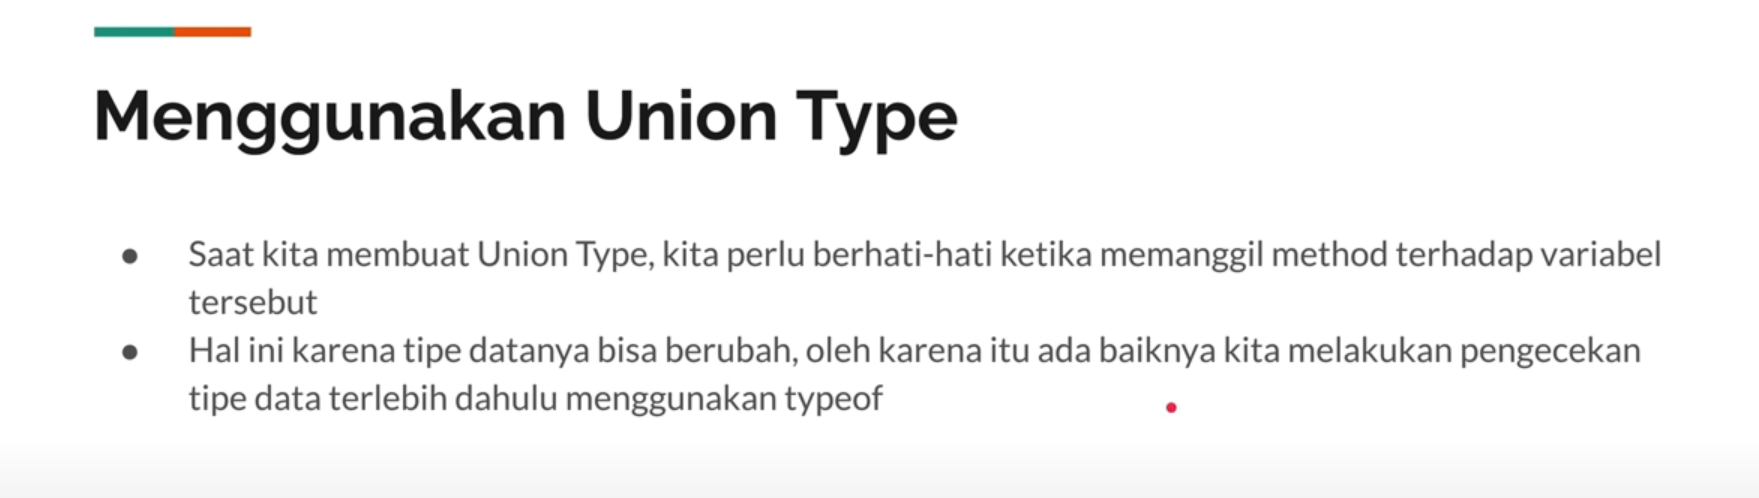 Menggunakan Union Type
● Saat kita membuat Union Type, kita perlu berhati-hati ketika memanggil method terhadap variabel
tersebut
● Hal ini karena tipe datanya bisa berubah, oleh karena itu ada baiknya kita melakukan pengecekan
tipe data terlebih dahulu menggunakan typeof